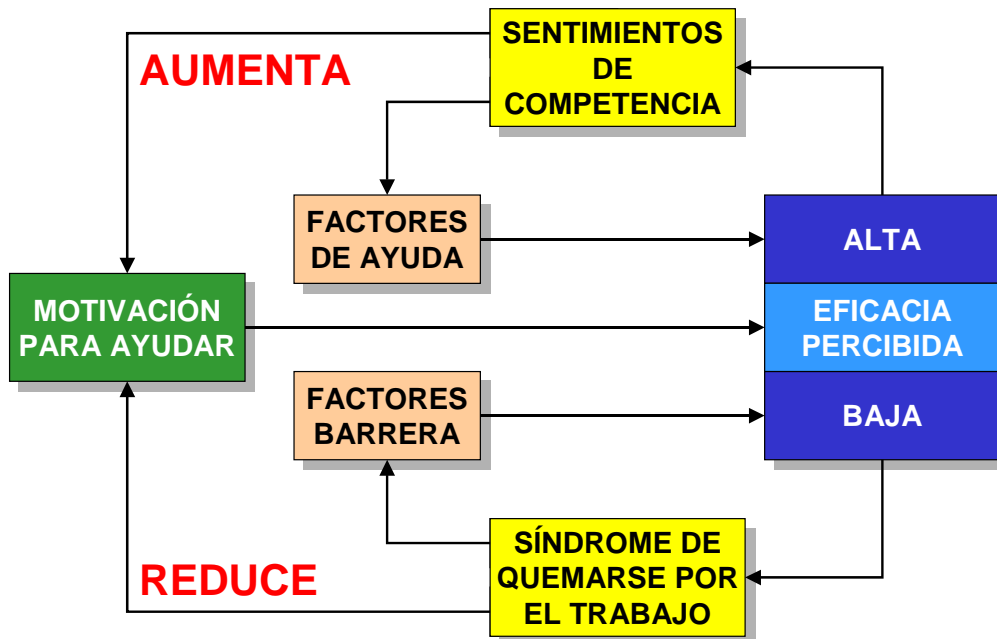 SENTIMIENTOS
DE
COMPETENCIA
AUMENTA
FACTORES
DE AYUDA
ALTA
MOTIVACIÓN
PARA AYUDAR
EFICACIA
PERCIBIDA
FACTORES
BARRERA
BAJA
SÍNDROME DE
QUEMARSE POR
EL TRABAJO
REDUCE